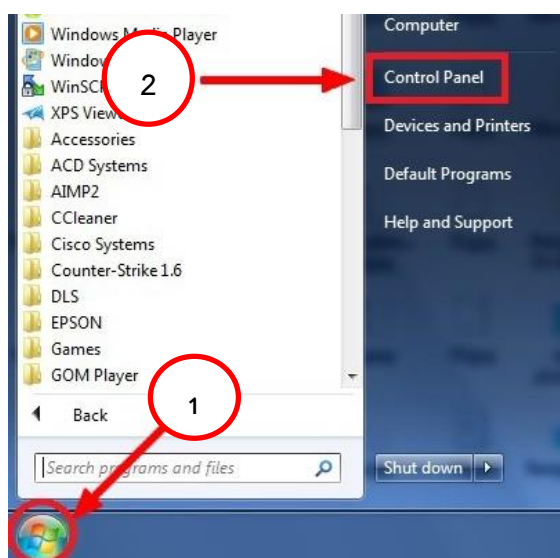 Windows Media Player
2
WinSC
XPS View
Accessories
ACD Systems
AIMP2
CCleaner
Cisco Systems
Counter-Strike 1.6
DLS
EPSON
Games
GOM Player
Back
1
Search programs and files
Computer
Control Panel
Devices and Printers
Default Programs
Help and Support
Shut down